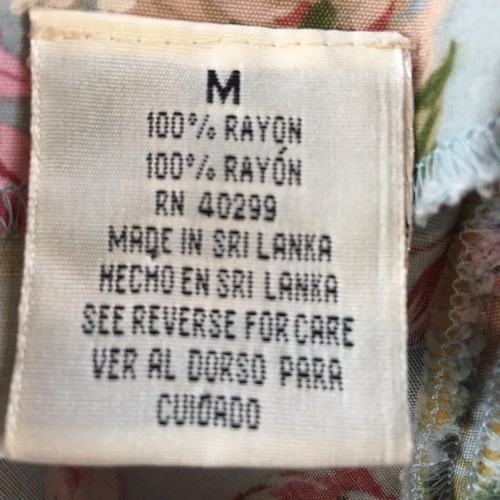 M
100% RAYON
100% RAYÓN
RN 40299
MADE IN SRI LANKA
HECHO EN SRI LANKA
SEE REVERSE FOR CARE
VER AL DORSO PARA
CUIDADO